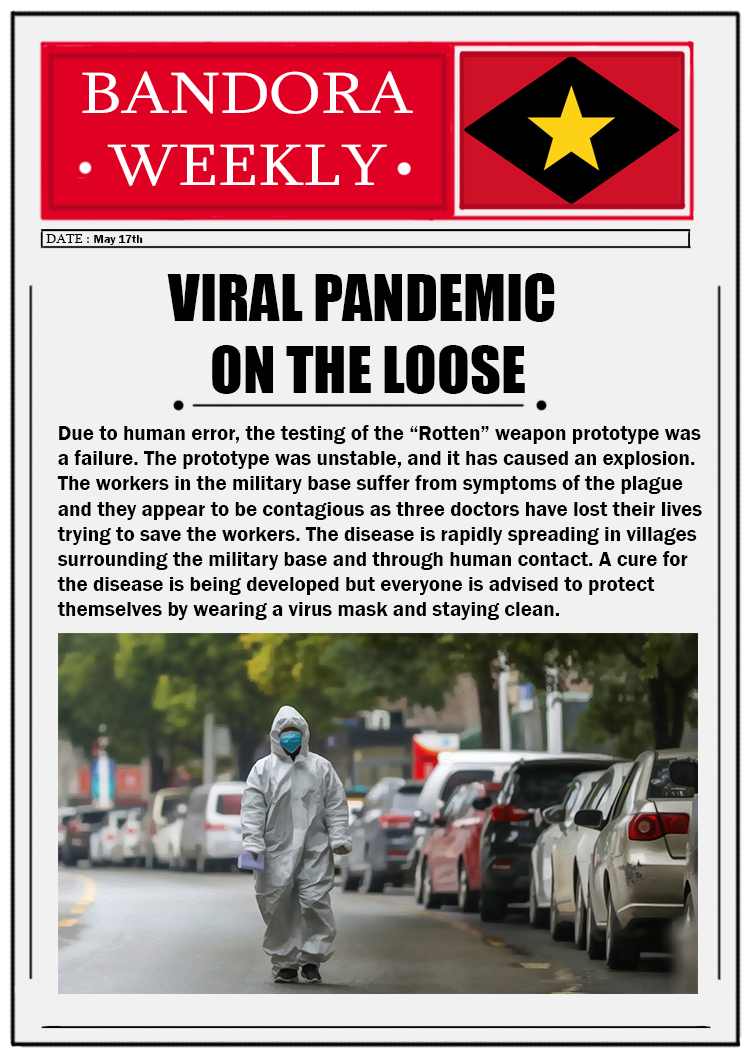 BANDORA
• WEEKLY •
DATE : May 17th
VIRAL PANDEMIC
ON THE LOOSE
Due to human error, the testing of the “Rotten” weapon prototype was
a failure. The prototype was unstable, and it has caused an explosion.
The workers in the military base suffer from symptoms of the plague
and they appear to be contagious as three doctors have lost their lives
trying to save the workers. The disease is rapidly spreading in villages
surrounding the military base and through human contact. A cure for
the disease is being developed but everyone is advised to protect
themselves by wearing a virus mask and staying clean.